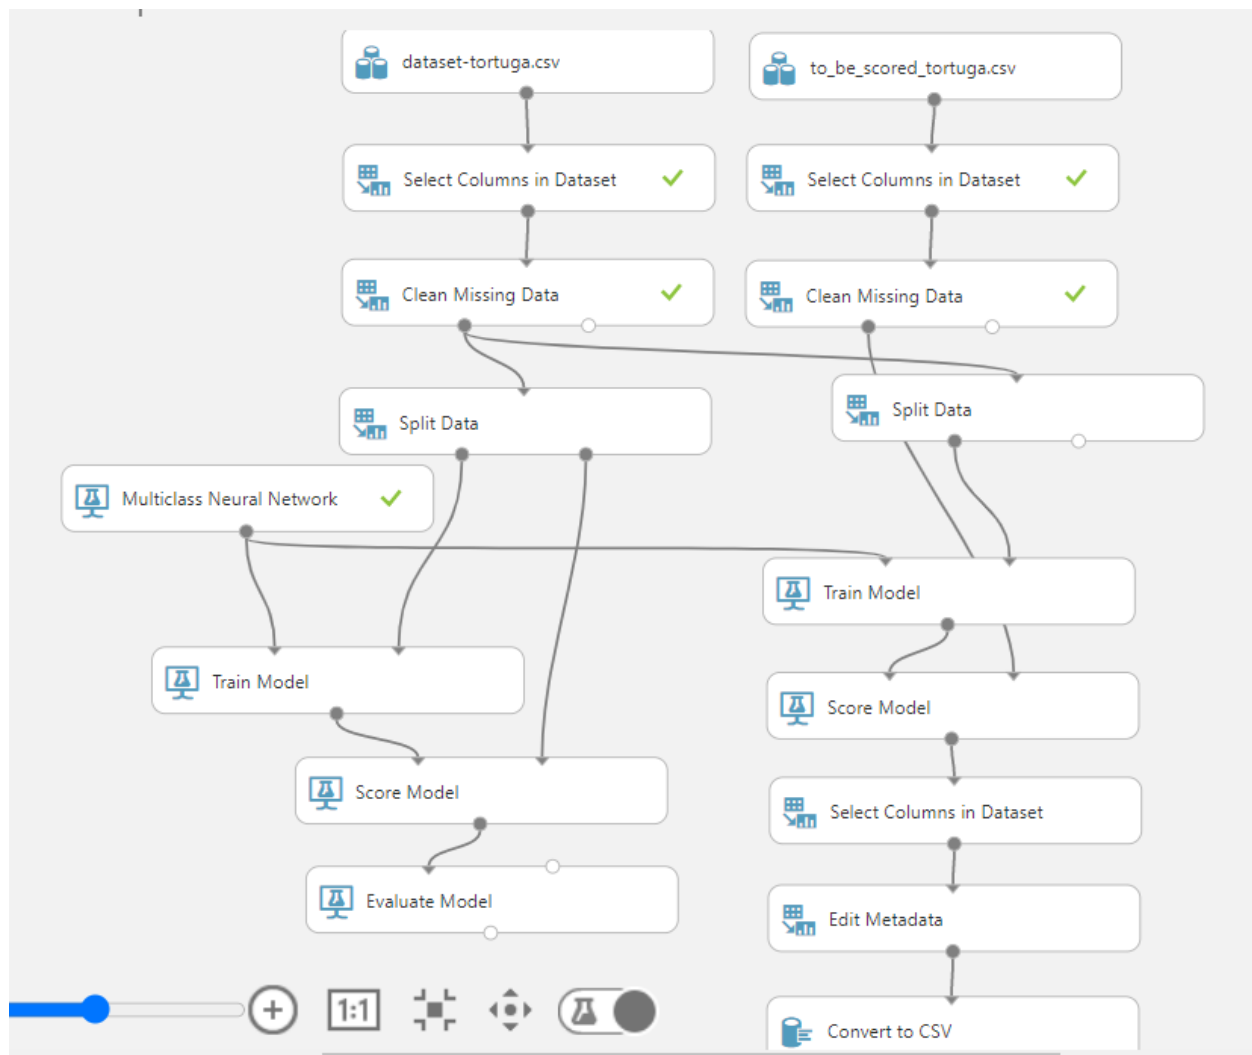 dataset-tortuga.csv
to_be_scored_tortuga.csv
Select Columns in Dataset
Select Columns in Dataset
Clean Missing Data
Clean Missing Data
Split Data
Split Data
Multiclass Neural Network
Train Model
Train Model
Score Model
Score Model
Select Columns in Dataset
Evaluate Model
Edit Metadata
1:1
Convert to CSV